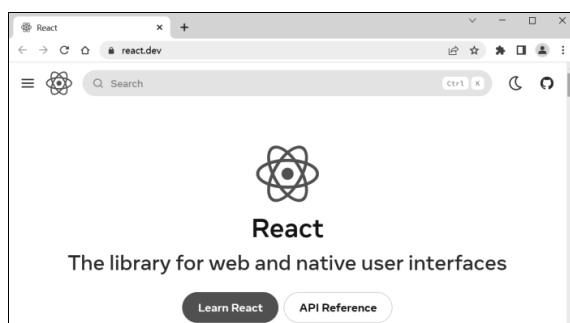 React
react.dev
Search
Ctrl K
React
The library for web and native user interfaces
Learn React API Reference